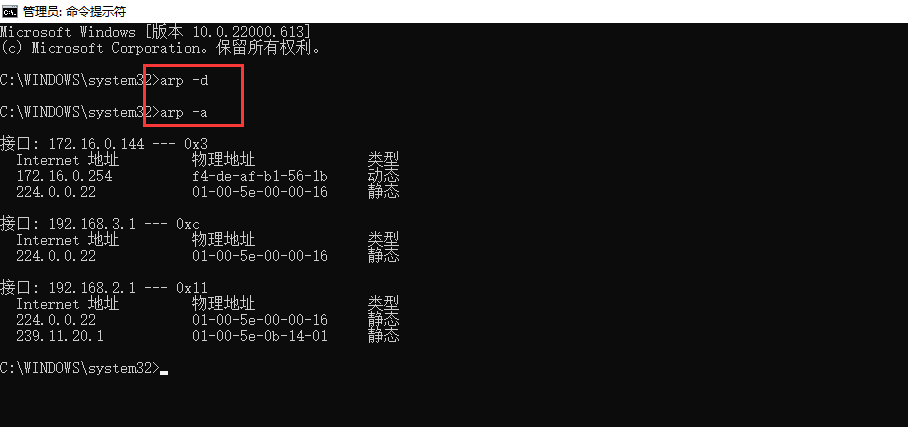 管理员: 命令提示符
Microsoft Windows [版本 10.0.22000.613]
(c) Microsoft Corporation。保留所有权利。
C:\WINDOWS\system32>arp -d
C:\WINDOWS\system32>arp -a
接口: 172.16.0.144 --- 0x3
Internet 地址 物理地址 类型
172.16.0.254 f4-de-af-b1-56-1b 动态
224.0.0.22 01-00-5e-00-00-16 静态
接口: 192.168.3.1 --- 0xc
Internet 地址 物理地址 类型
224.0.0.22 01-00-5e-00-00-16 静态
接口: 192.168.2.1 --- 0x11
Internet 地址 物理地址 类型
224.0.0.22 01-00-5e-00-00-16 静态
239.11.20.1 01-00-5e-0b-14-01 静态
C:\WINDOWS\system32>